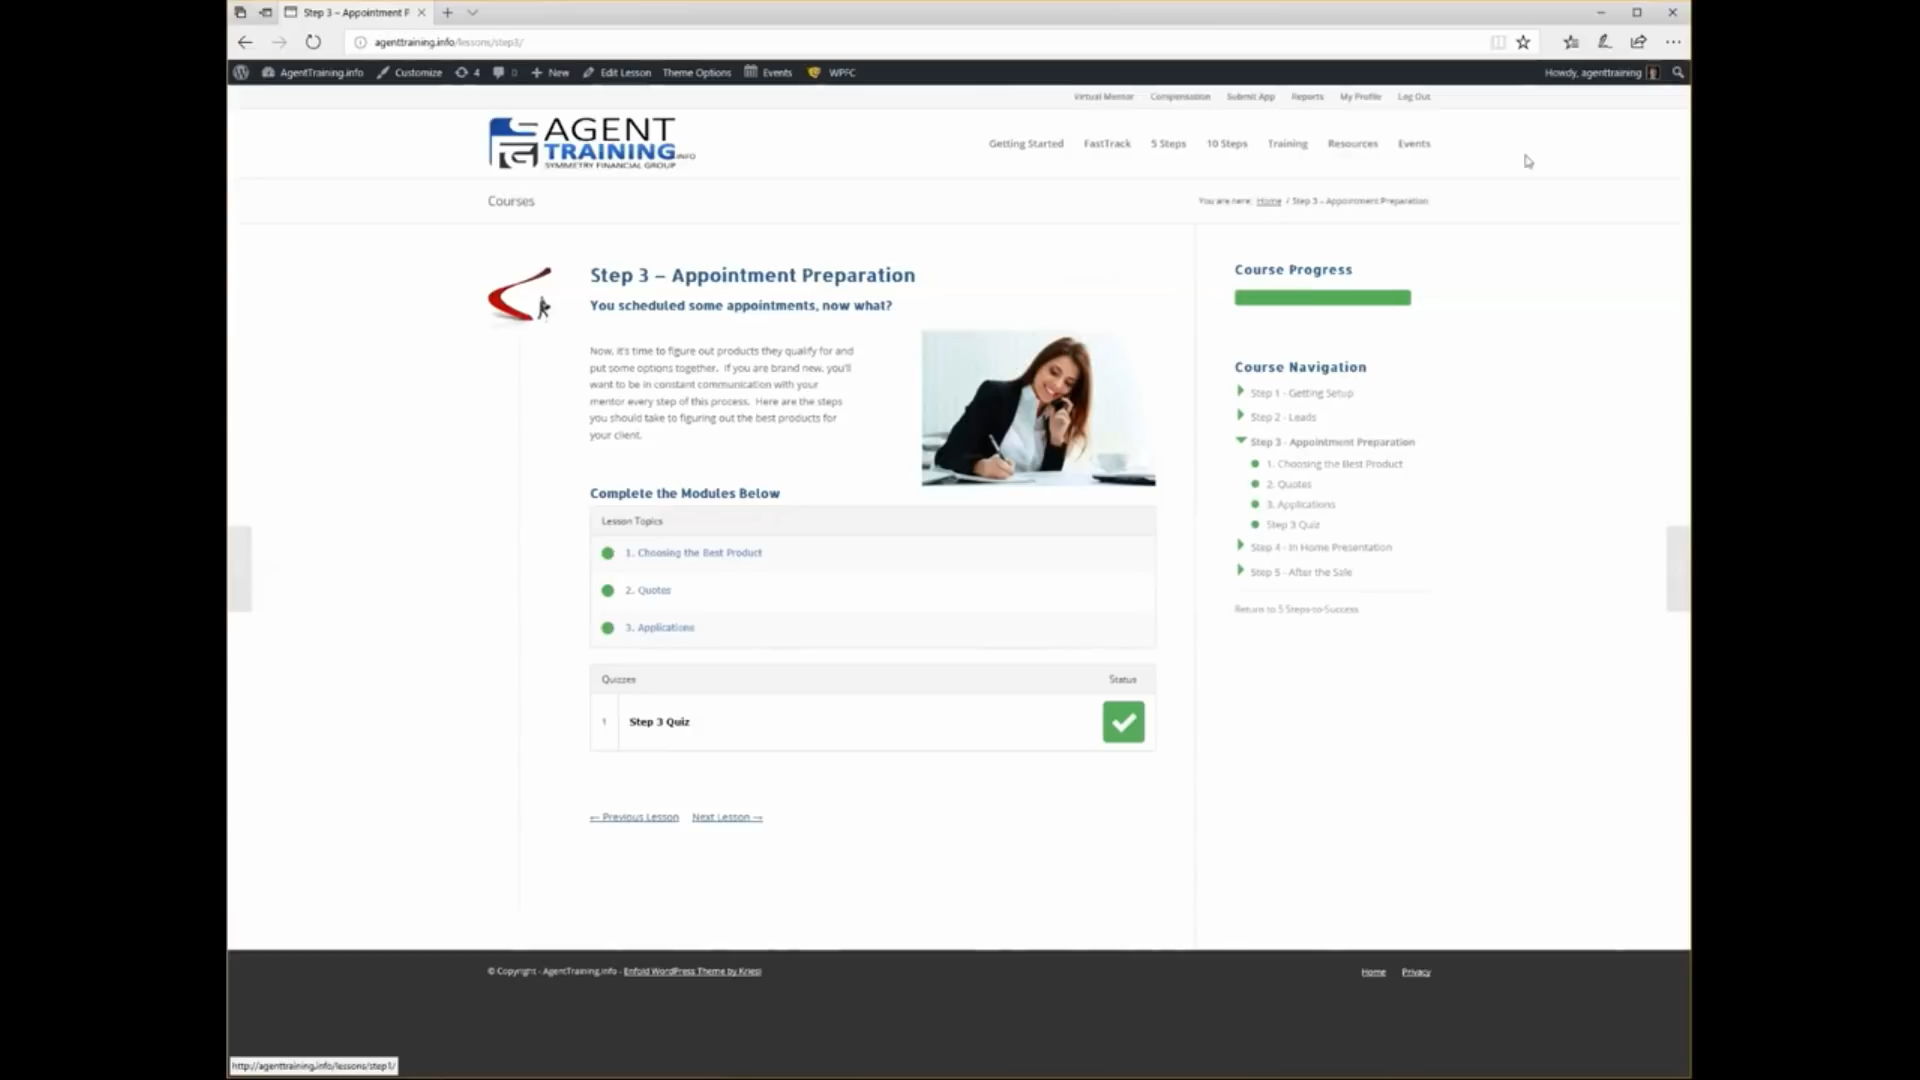 Step 3 – Appointment P
agenttraining.info/lessons/step3/
AgentTraining.info Customize 4 0 New Edit Lesson Theme Options Events WPFC Howdy, agenttraining
Virtual Mentor Compensation Submit App Reports My Profile Log Out
AGENT
TRAINING.INFO
SYMMETRY FINANCIAL GROUP
Getting Started FastTrack 5 Steps 10 Steps Training Resources Events
Courses
You are here: Home / Step 3 – Appointment Preparation
Step 3 – Appointment Preparation
You scheduled some appointments, now what?
Now, it's time to figure out products they qualify for and
put some options together. If you are brand new, you'll
want to be in constant communication with your
mentor every step of this process. Here are the steps
you should take to figuring out the best products for
your client.
Complete the Modules Below
Lesson Topics
1. Choosing the Best Product
2. Quotes
3. Applications
Quizzes Status
1 Step 3 Quiz
← Previous Lesson Next Lesson →
Course Progress
Course Navigation
Step 1 - Getting Setup
Step 2 - Leads
Step 3 - Appointment Preparation
1. Choosing the Best Product
2. Quotes
3. Applications
Step 3 Quiz
Step 4 - In Home Presentation
Step 5 - After the Sale
Return to 5 Steps-to-Success
© Copyright - AgentTraining.info - Enfold WordPress Theme by Kriesi
Home Privacy
http://agenttraining.info/lessons/step1/